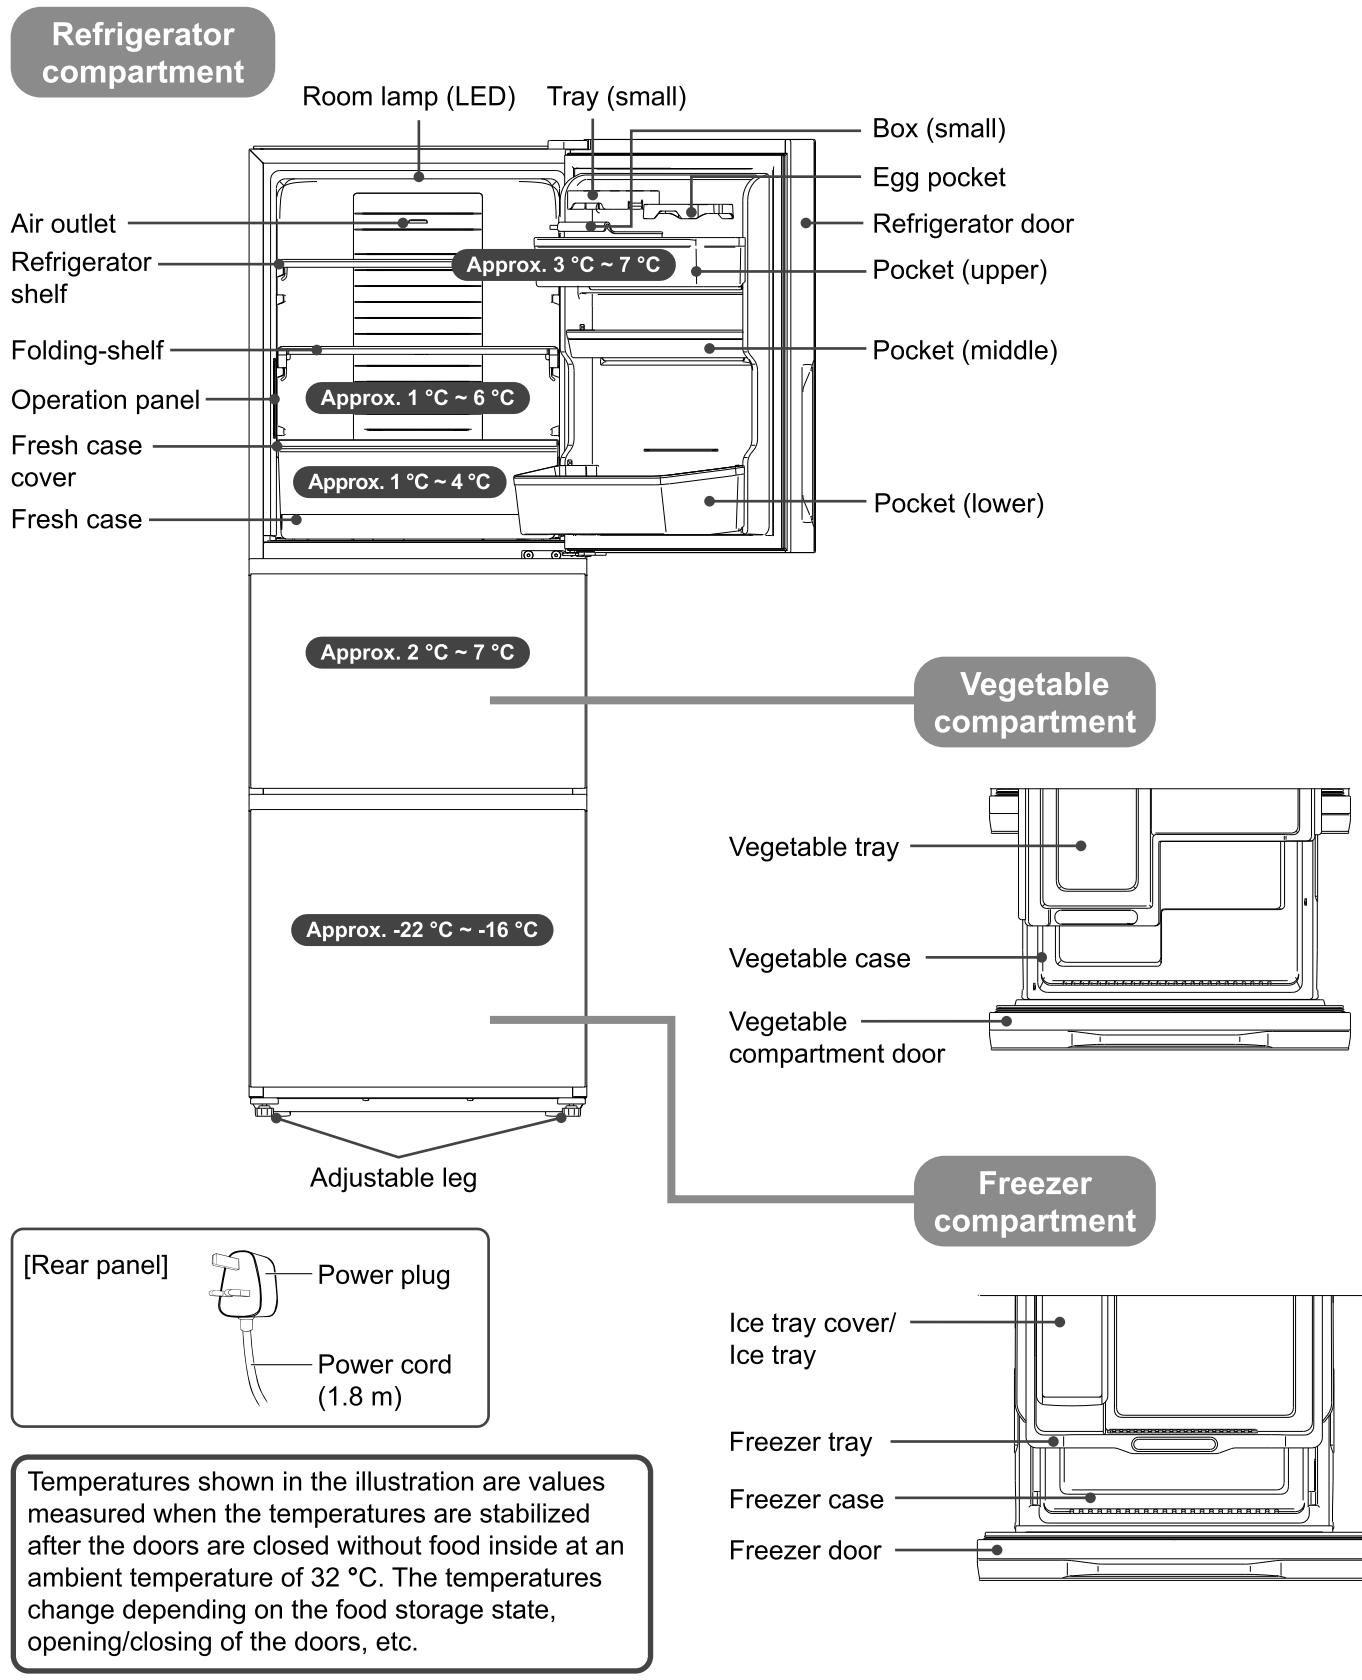 Refrigerator
compartment
Room lamp (LED)
Tray (small)
Box (small)
Egg pocket
Refrigerator door
Pocket (upper)
Pocket (middle)
Pocket (lower)
Air outlet
Refrigerator
shelf
Folding-shelf
Operation panel
Fresh case
cover
Fresh case
Approx. 3 °C ~ 7 °C
Approx. 1 °C ~ 6 °C
Approx. 1 °C ~ 4 °C
Approx. 2 °C ~ 7 °C
Vegetable
compartment
Vegetable tray
Vegetable case
Vegetable
compartment door
Approx. -22 °C ~ -16 °C
Adjustable leg
Freezer
compartment
Ice tray cover/
Ice tray
Freezer tray
Freezer case
Freezer door
[Rear panel]
Power plug
Power cord
(1.8 m)
Temperatures shown in the illustration are values
measured when the temperatures are stabilized
after the doors are closed without food inside at an
ambient temperature of 32 °C. The temperatures
change depending on the food storage state,
opening/closing of the doors, etc.